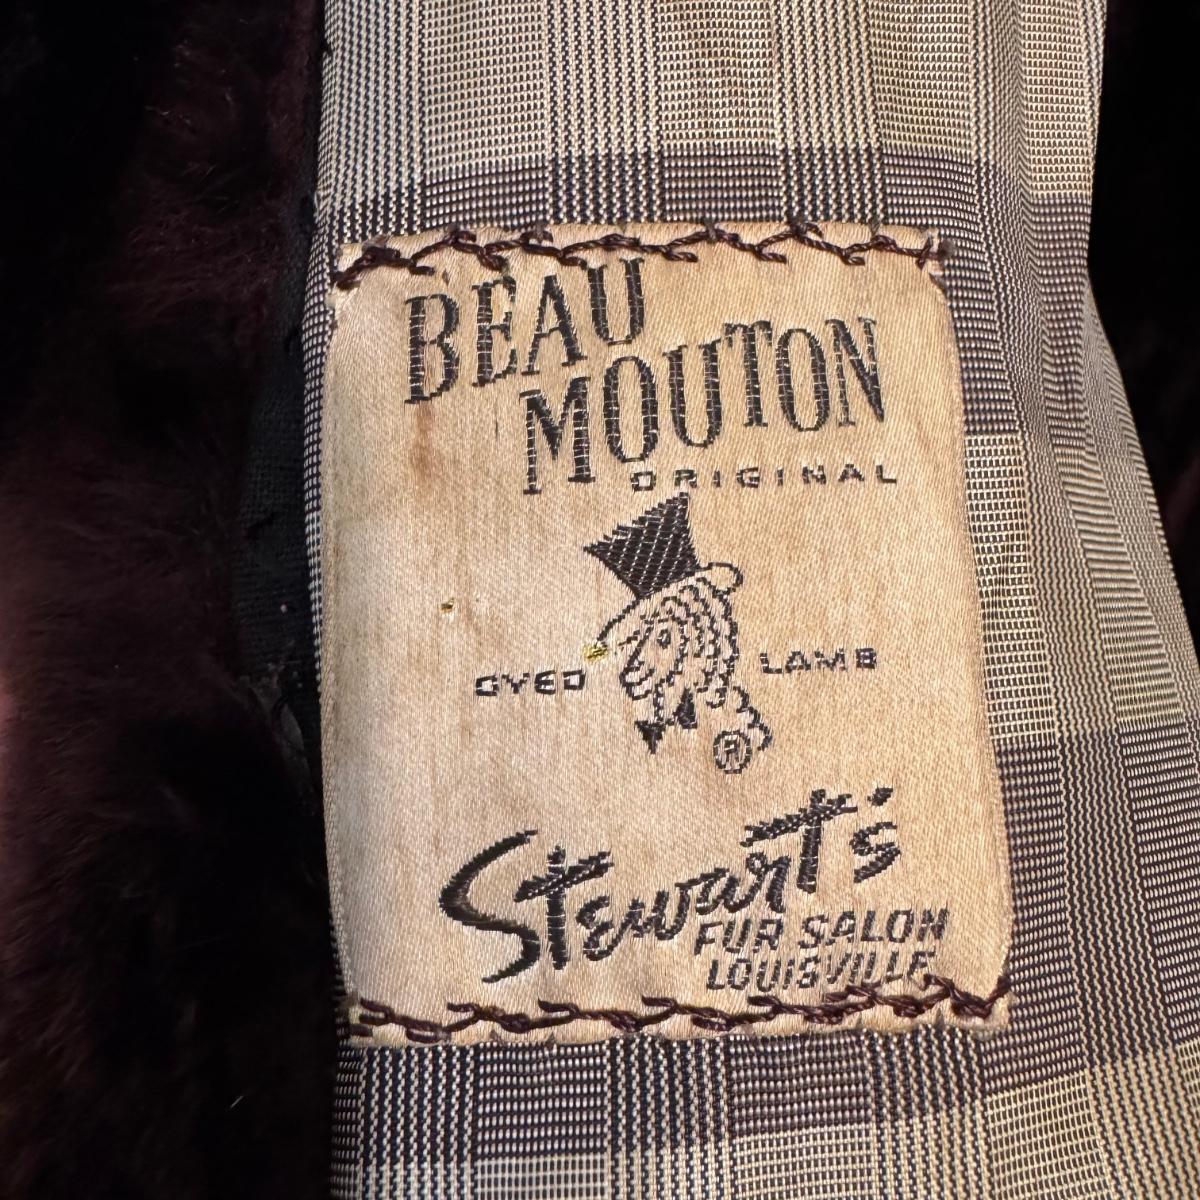 BEAU
MOUTON
ORIGINAL
DYED LAMB
®
Stewart's
FUR SALON
LOUISVILLE